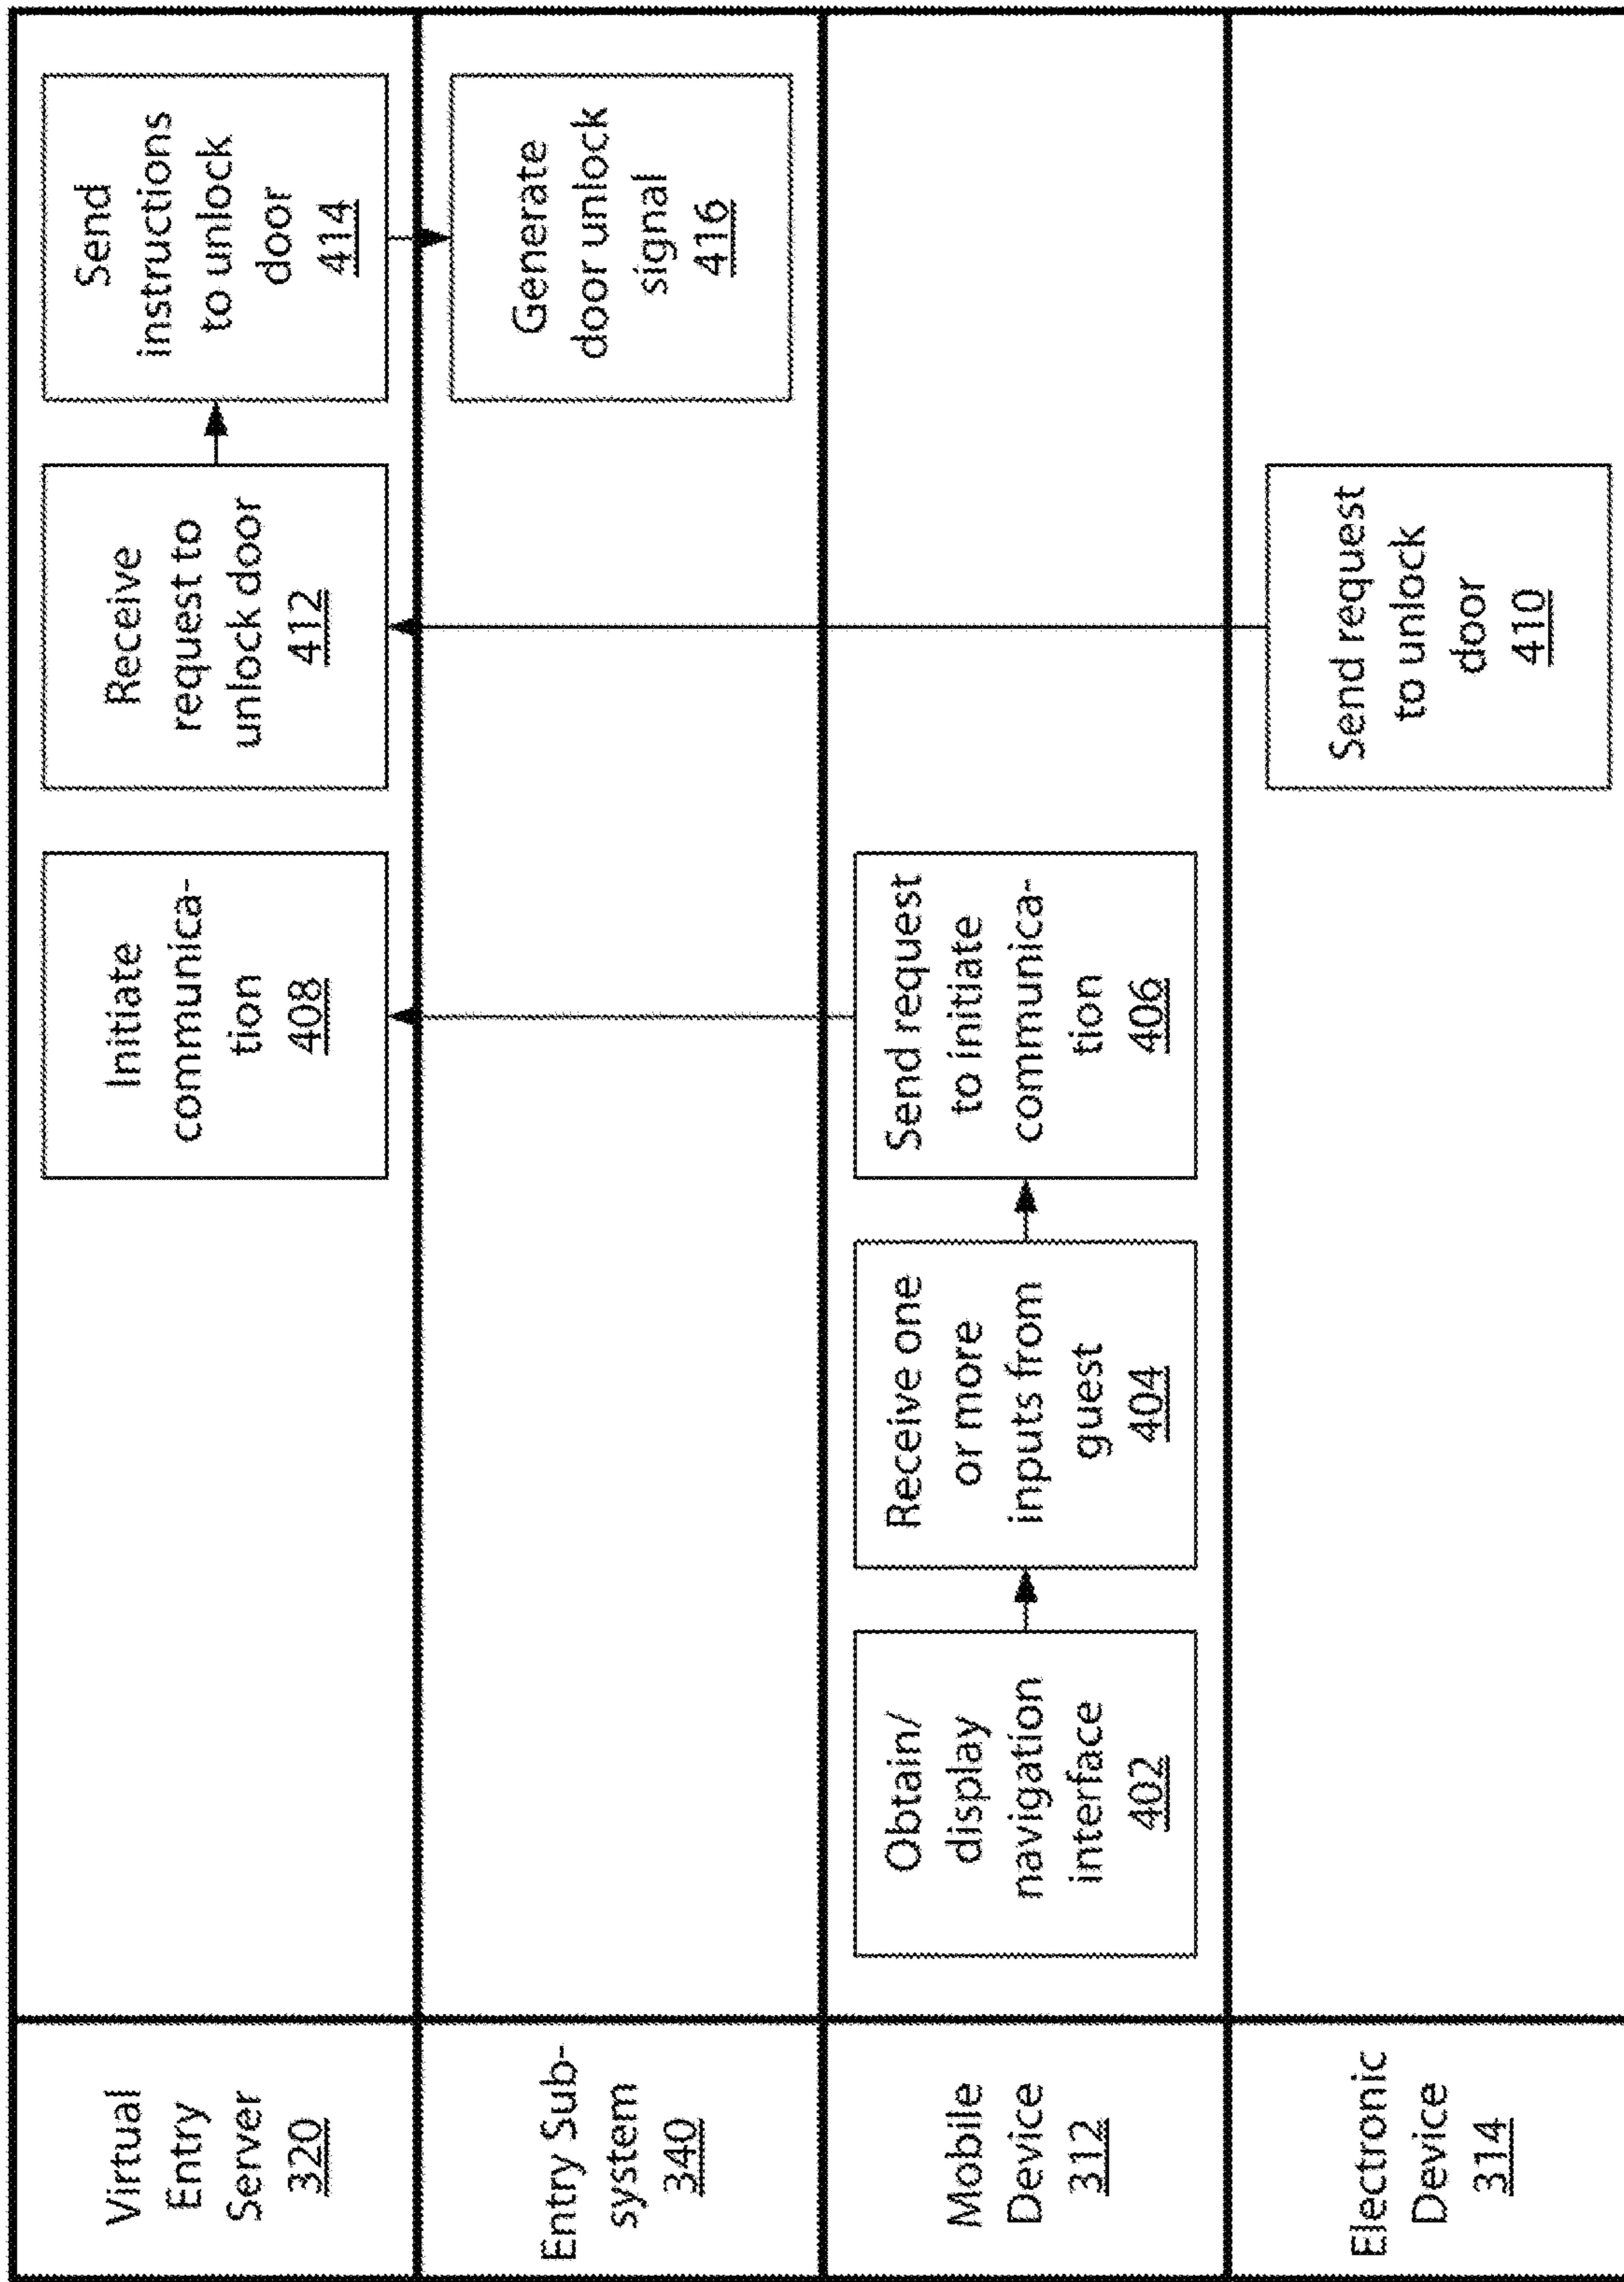 Virtual
Entry
Server
320
Initiate
communica-
tion
408
Receive
request to
unlock door
412
Send
instructions
to unlock
door
414
Entry Sub-
system
340
Generate
door unlock
signal
416
Mobile
Device
312
Obtain/
display
navigation
interface
402
Receive one
or more
inputs from
guest
404
Send request
to initiate
communica-
tion
406
Electronic
Device
314
Send request
to unlock
door
410